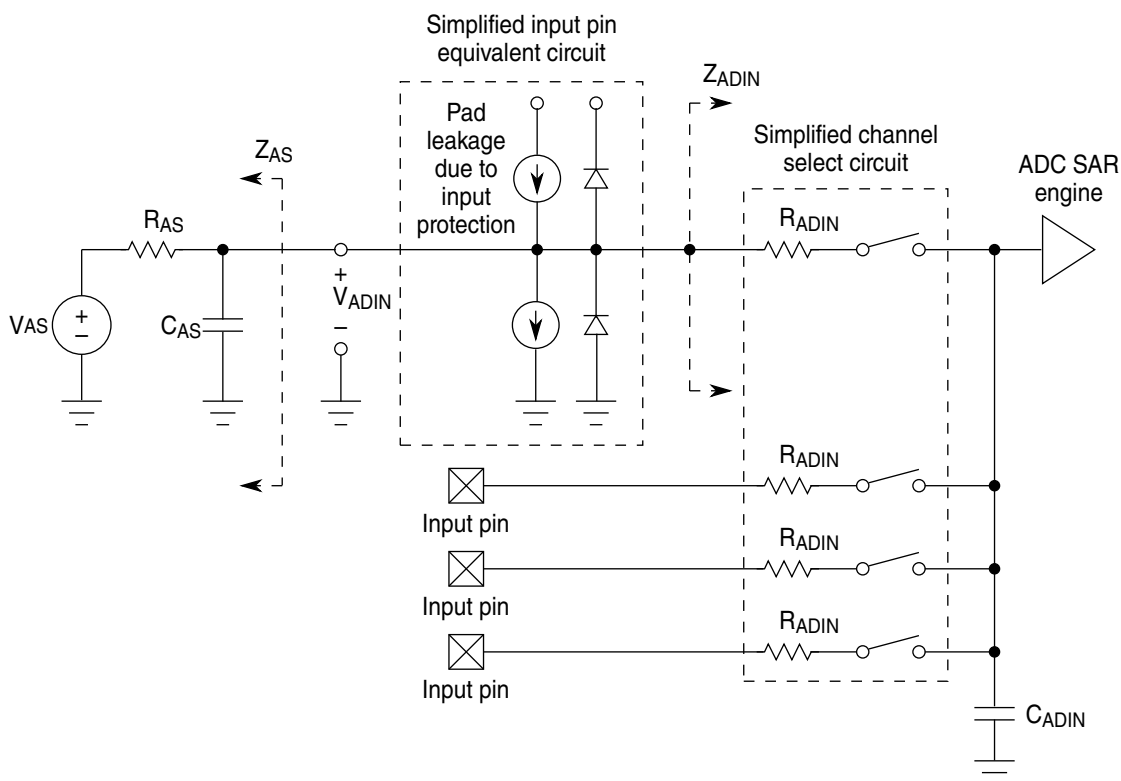 Simplified input pin
equivalent circuit
ZADIN
Pad
leakage
due to
input
protection
Simplified channel
select circuit
ADC SAR
engine
ZAS
RAS
RADIN
+
VADIN
–
VAS
+
–
CAS
RADIN
Input pin
RADIN
Input pin
RADIN
Input pin
CADIN